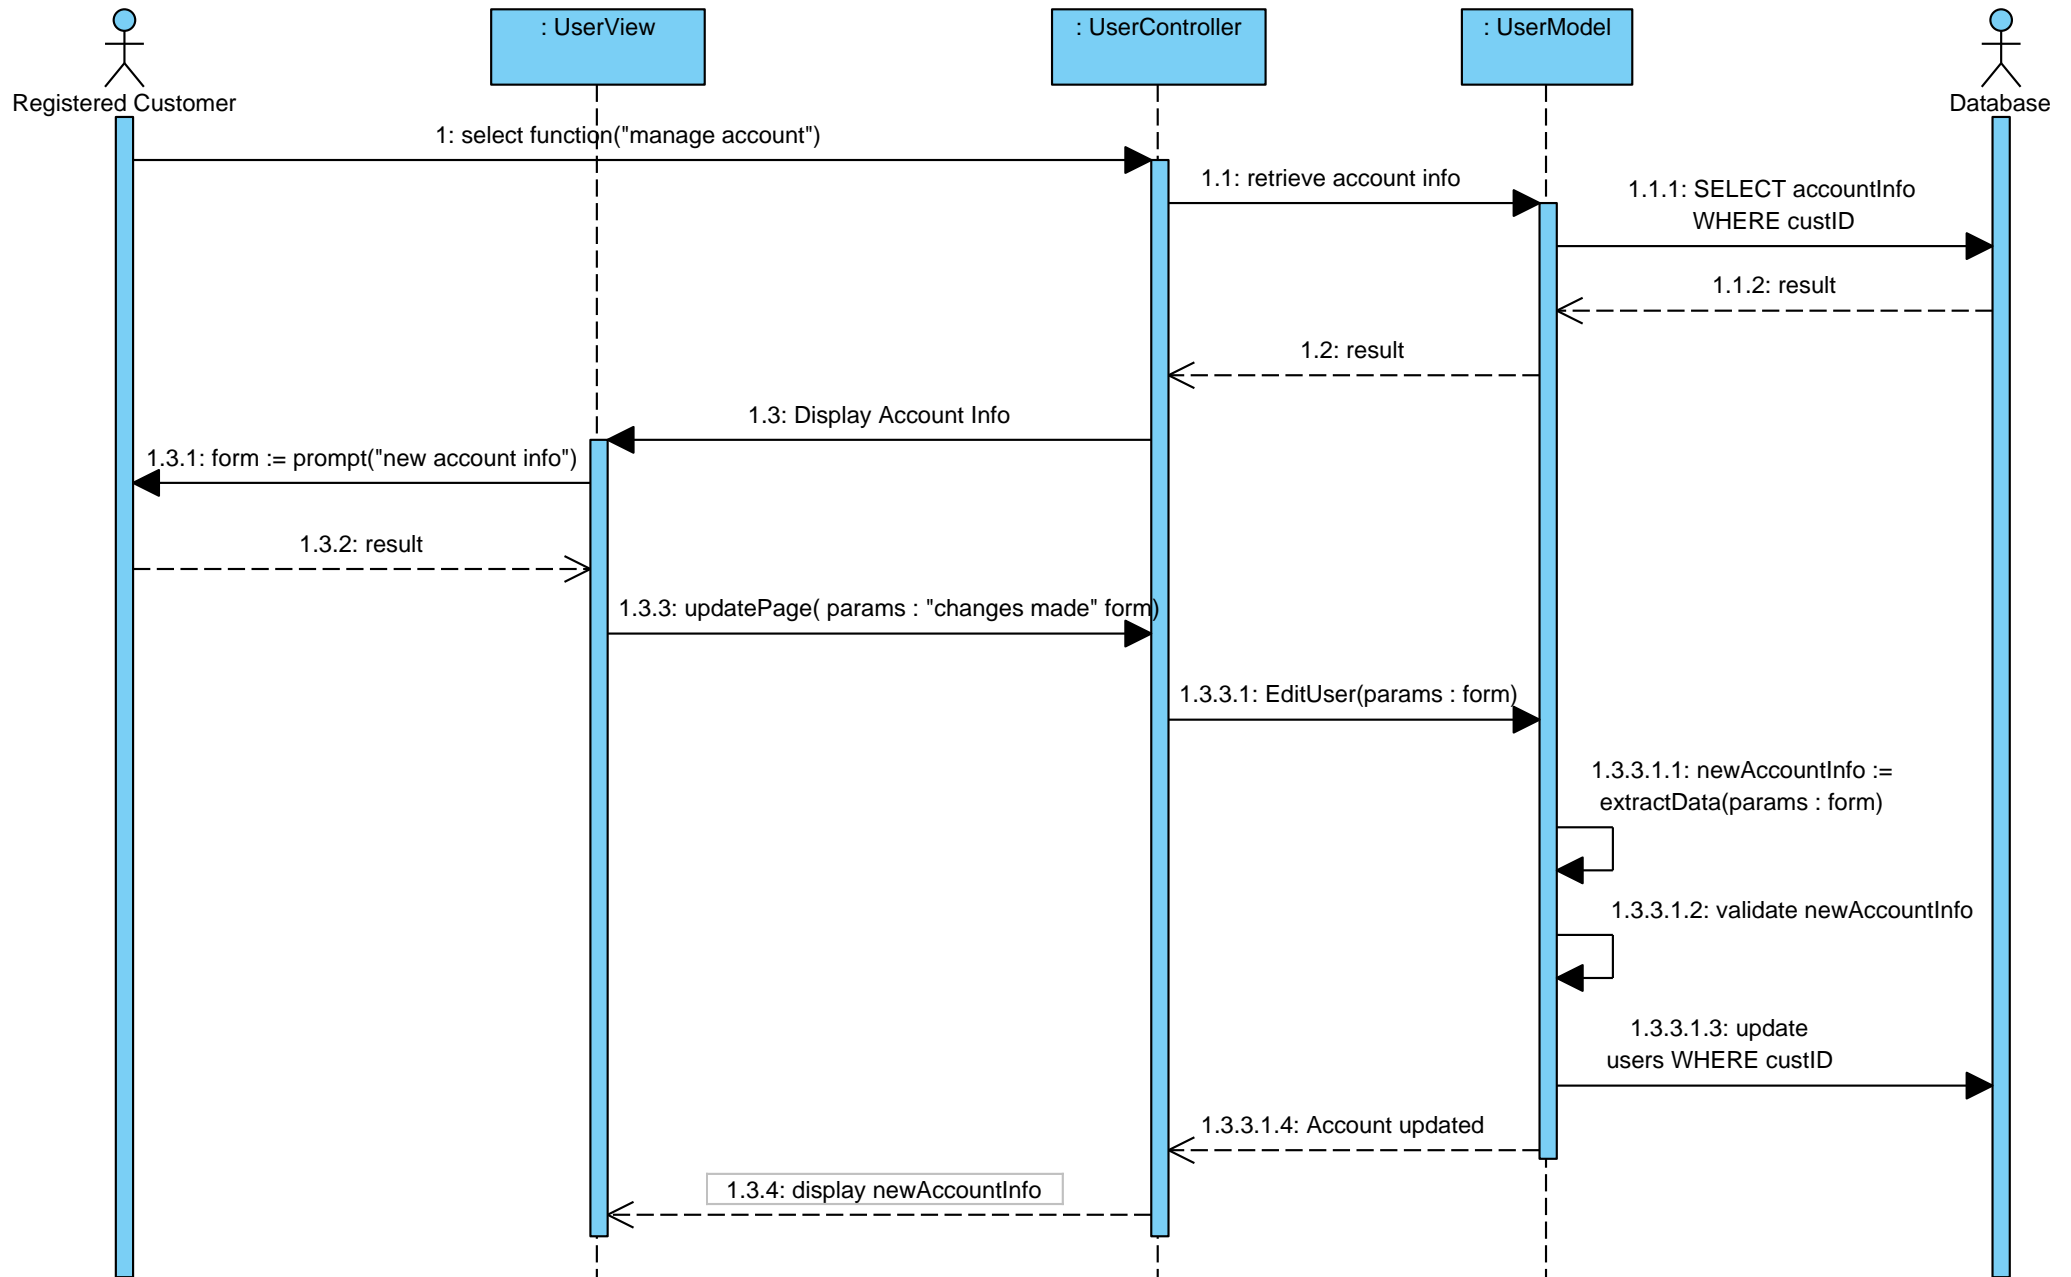 : UserView
: UserController
: UserModel
Registered Customer
Database
1: select function("manage account")
1.1: retrieve account info
1.1.1: SELECT accountInfo
WHERE custID
1.1.2: result
1.2: result
1.3: Display Account Info
1.3.1: form := prompt("new account info")
1.3.2: result
1.3.3: updatePage( params : "changes made" form)
1.3.3.1: EditUser(params : form)
1.3.3.1.1: newAccountInfo :=
extractData(params : form)
1.3.3.1.2: validate newAccountInfo
1.3.3.1.3: update
users WHERE custID
1.3.3.1.4: Account updated
1.3.4: display newAccountInfo